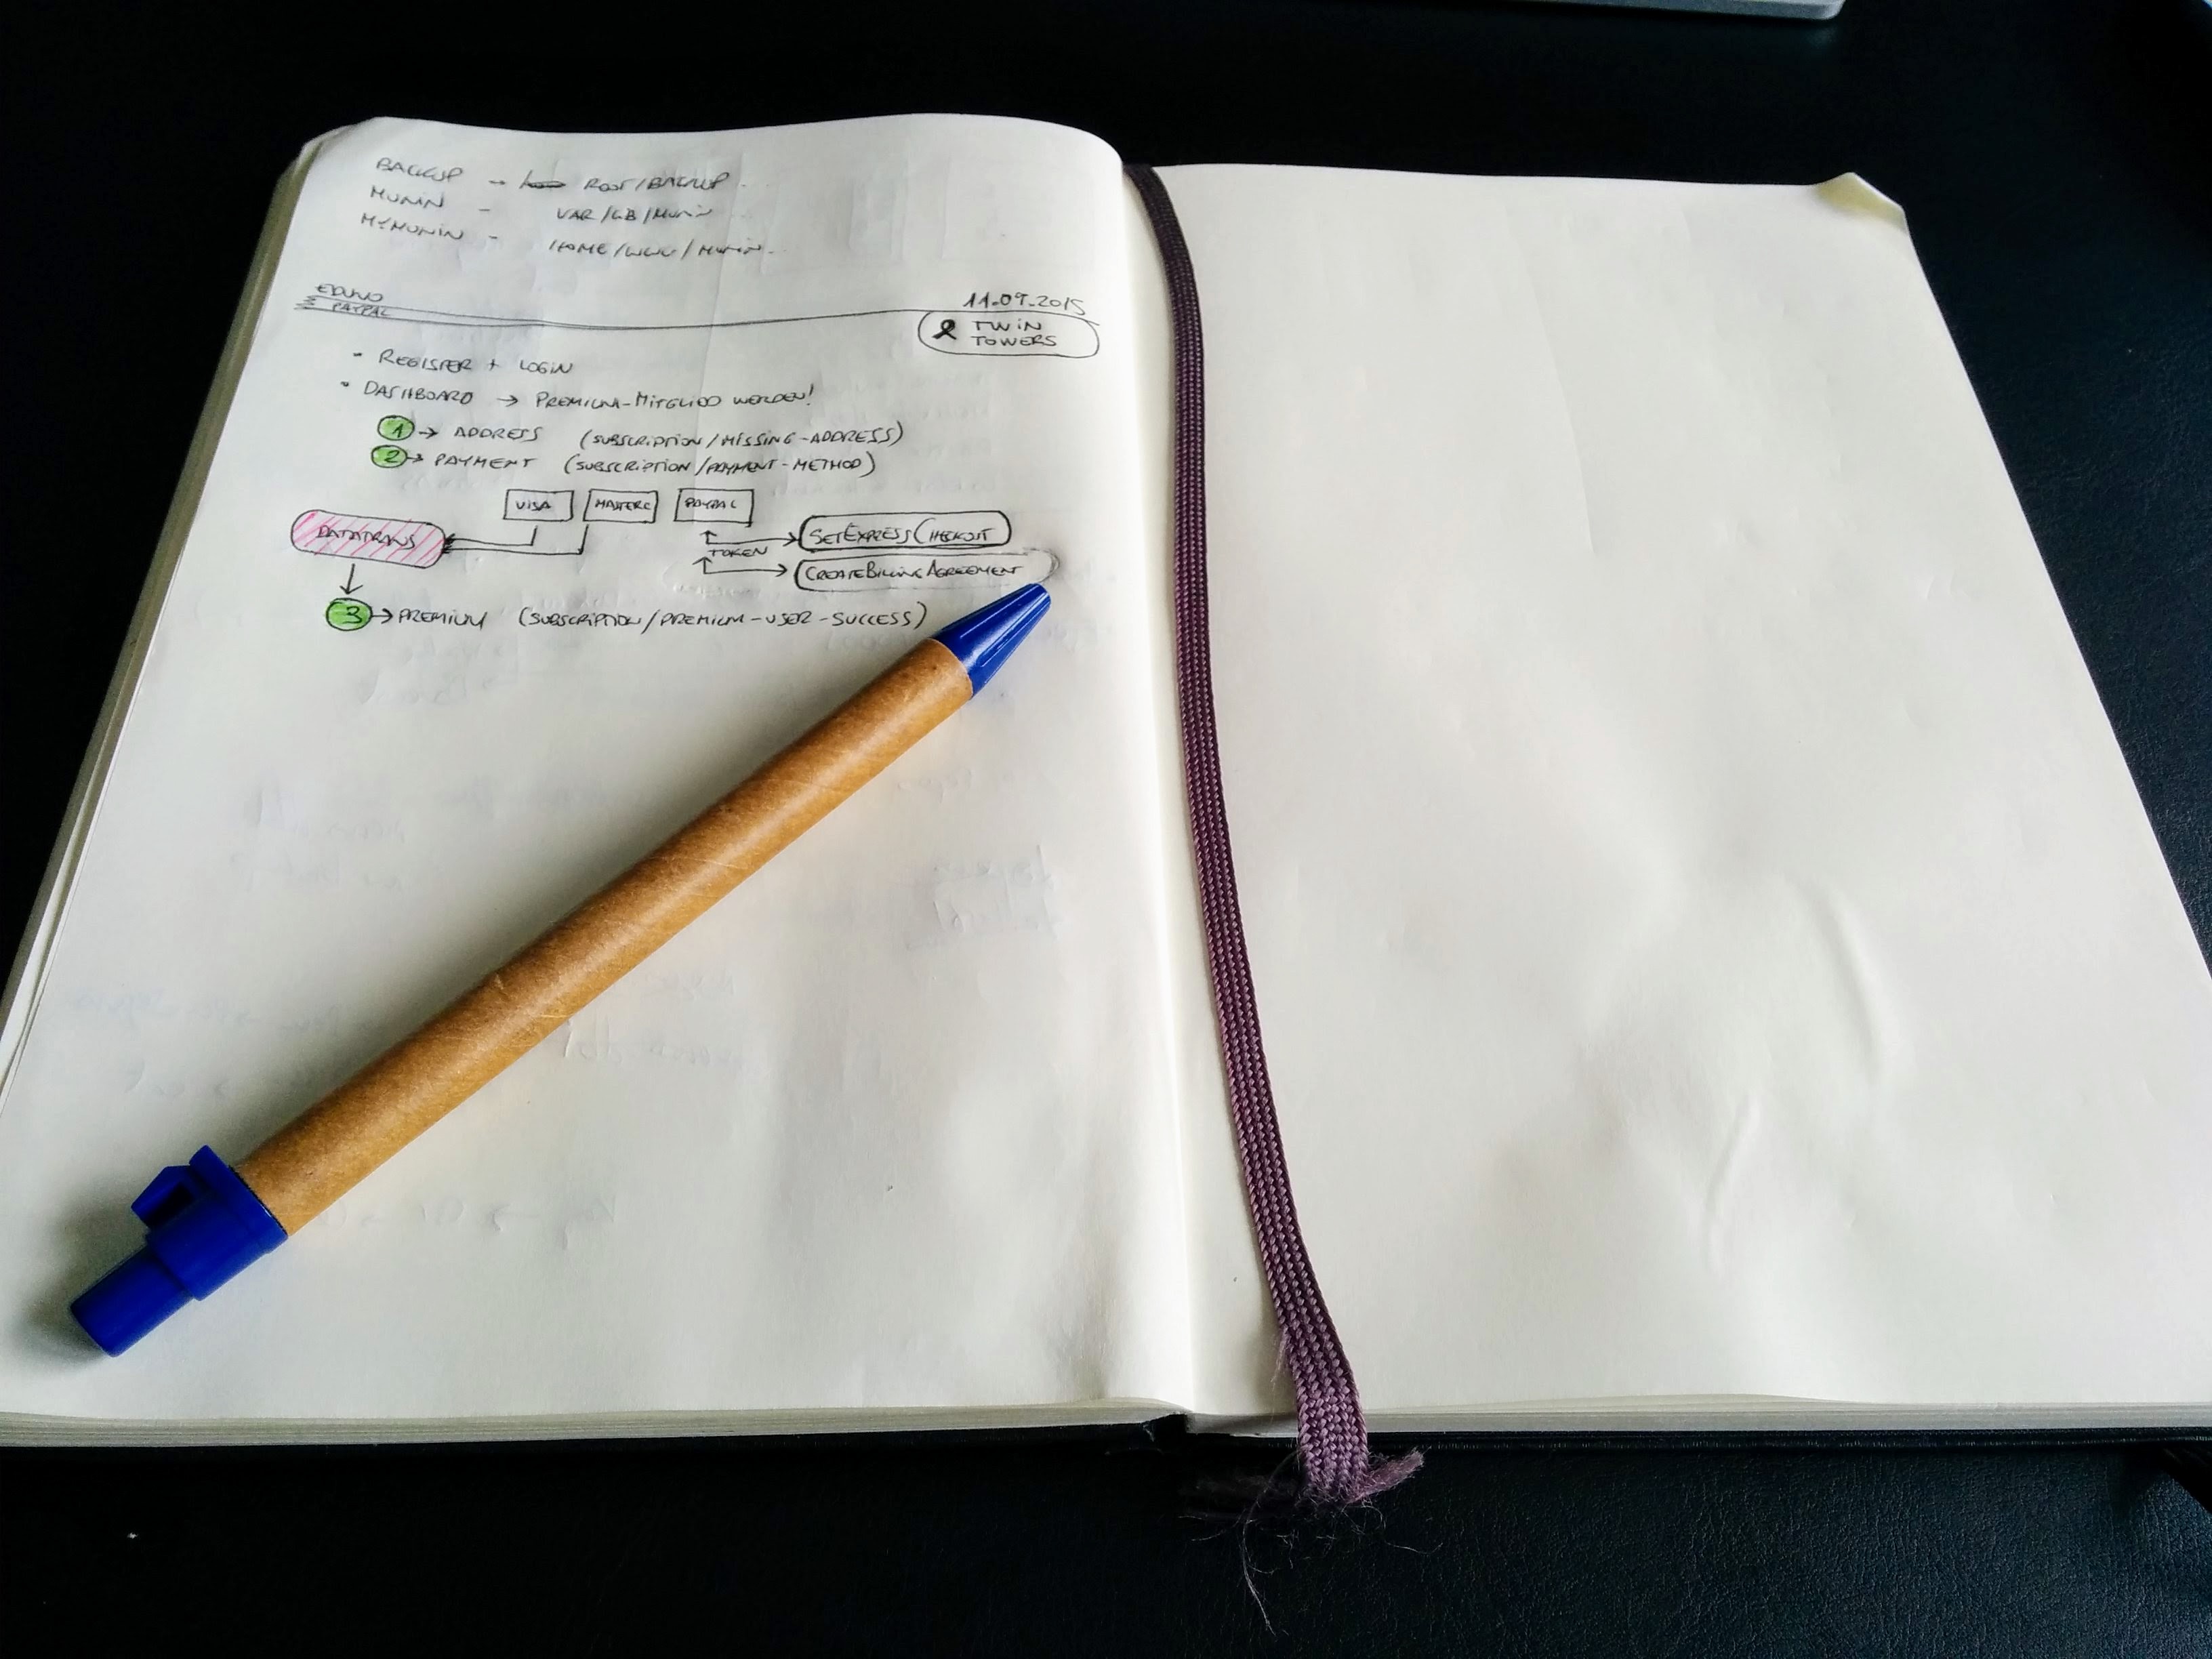 BACKUP - ROOT/BACKUP.
MUNIN - VAR/LIB/MUNIN
MYMUNIN - HOME/WWW/MUNIN.
PAYPAL
11.09.2015
TWIN
TOWERS
- REGISTER + LOGIN
- DASHBOARD → PREMIUM-MITGLIED WERDEN!
1 → ADDRESS (SUBSCRIPTION/MISSING-ADDRESS)
2 → PAYMENT (SUBSCRIPTION/PAYMENT-METHOD)
VISA MASTERC PAYPAL
DATATRANS
SETEXPRESSCHECKOUT
TOKEN
CREATEBILLINGAGREEMENT
3 → PREMIUM (SUBSCRIPTION/PREMIUM-USER-SUCCESS)